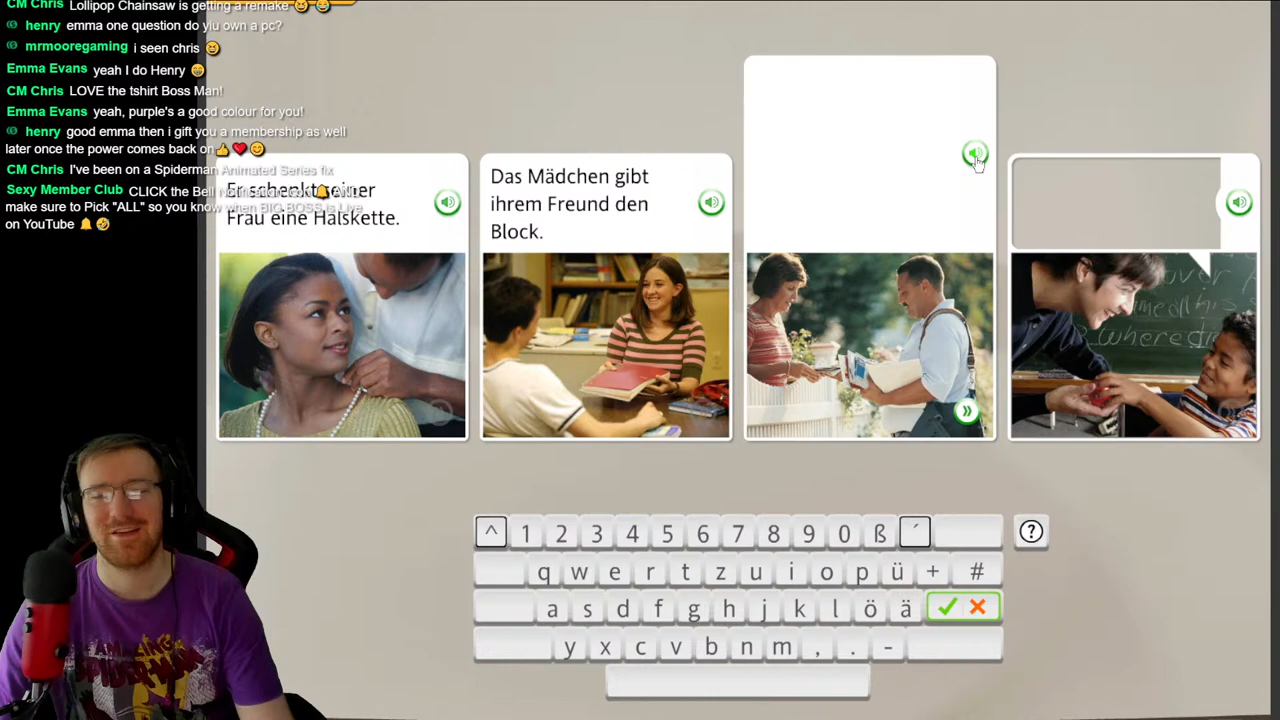 CM Chris Lollipop Chainsaw is getting a remake 😆 😂
henry emma one question do yiu own a pc?
mrmooregaming i seen chris 😆
Emma Evans yeah I do Henry 😁
CM Chris LOVE the tshirt Boss Man!
Emma Evans yeah, purple's a good colour for you!
henry good emma then i gift you a membership as well
later once the power comes back on 👍 ❤️ 😊
CM Chris I've been on a Spiderman Animated Series fix
Sexy Member Club CLICK the Bell
make sure to Pick "ALL" so you know when BIG BOSS is Live
on YouTube 🔔 🤣
Er schenkt seiner
Frau eine Halskette.
Das Mädchen gibt
ihrem Freund den
Block.
^ 1 2 3 4 5 6 7 8 9 0 ß ´ ?
q w e r t z u i o p ü + #
a s d f g h j k l ö ä
y x c v b n m , . -